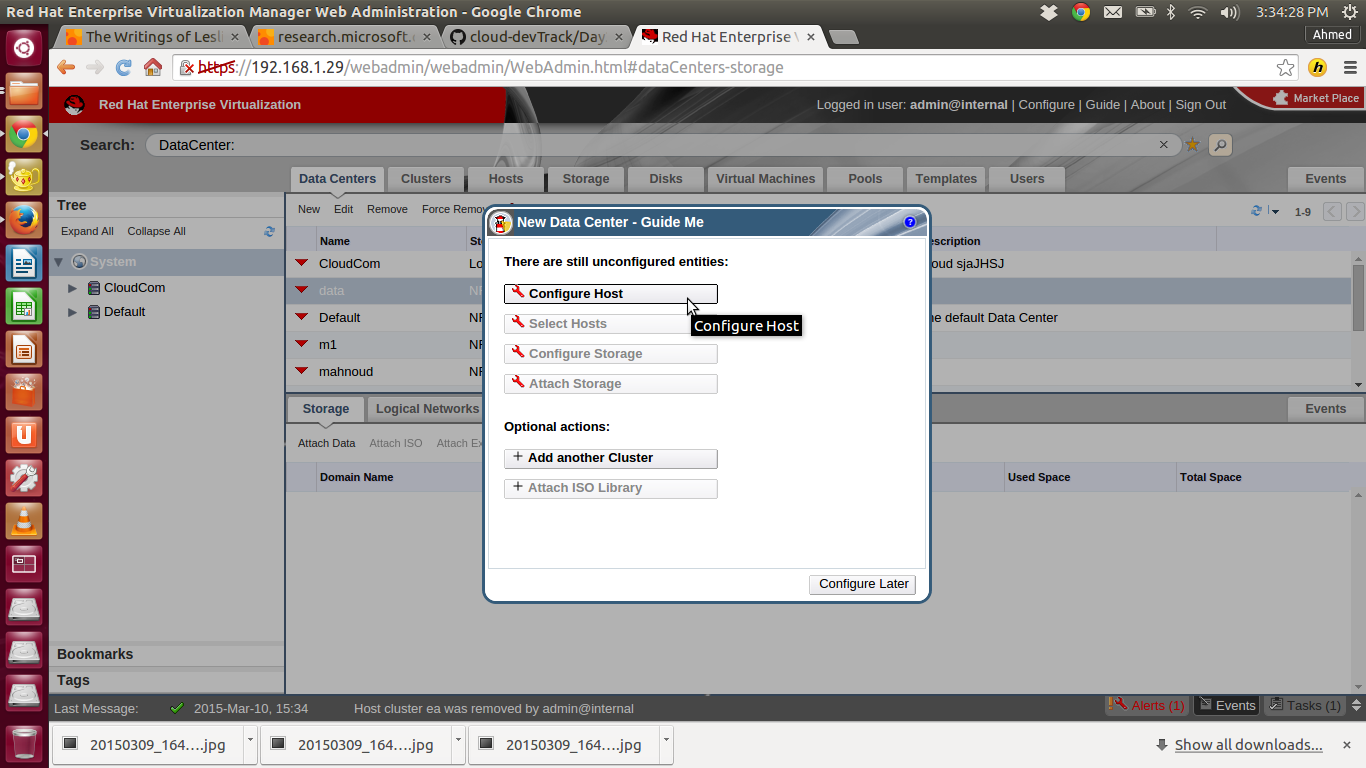 Red Hat Enterprise Virtualization Manager Web Administration - Google Chrome
3:34:28 PM
The Writings of Lesli
research.microsoft.c
cloud-devTrack/Day
Red Hat Enterprise V
Ahmed
https://192.168.1.29/webadmin/webadmin/WebAdmin.html#dataCenters-storage
Red Hat Enterprise Virtualization
Logged in user: admin@internal | Configure | Guide | About | Sign Out
Market Place
Search:
DataCenter:
Data Centers
Clusters
Hosts
Storage
Disks
Virtual Machines
Pools
Templates
Users
Events
Tree
Expand All
Collapse All
System
CloudCom
Default
Bookmarks
Tags
New
Edit
Remove
Force Remov
1-9
Name
Sto
escription
CloudCom
Lo
oud sjaJHSJ
data
NF
Default
NF
he default Data Center
m1
NF
mahnoud
NF
Storage
Logical Networks
Events
Attach Data
Attach ISO
Attach Ex
Domain Name
Used Space
Total Space
New Data Center - Guide Me
?
There are still unconfigured entities:
Configure Host
Select Hosts
Configure Host
Configure Storage
Attach Storage
Optional actions:
Add another Cluster
Attach ISO Library
Configure Later
Last Message:
2015-Mar-10, 15:34
Host cluster ea was removed by admin@internal
Alerts (1)
Events
Tasks (1)
20150309_164....jpg
20150309_164....jpg
20150309_164....jpg
Show all downloads...